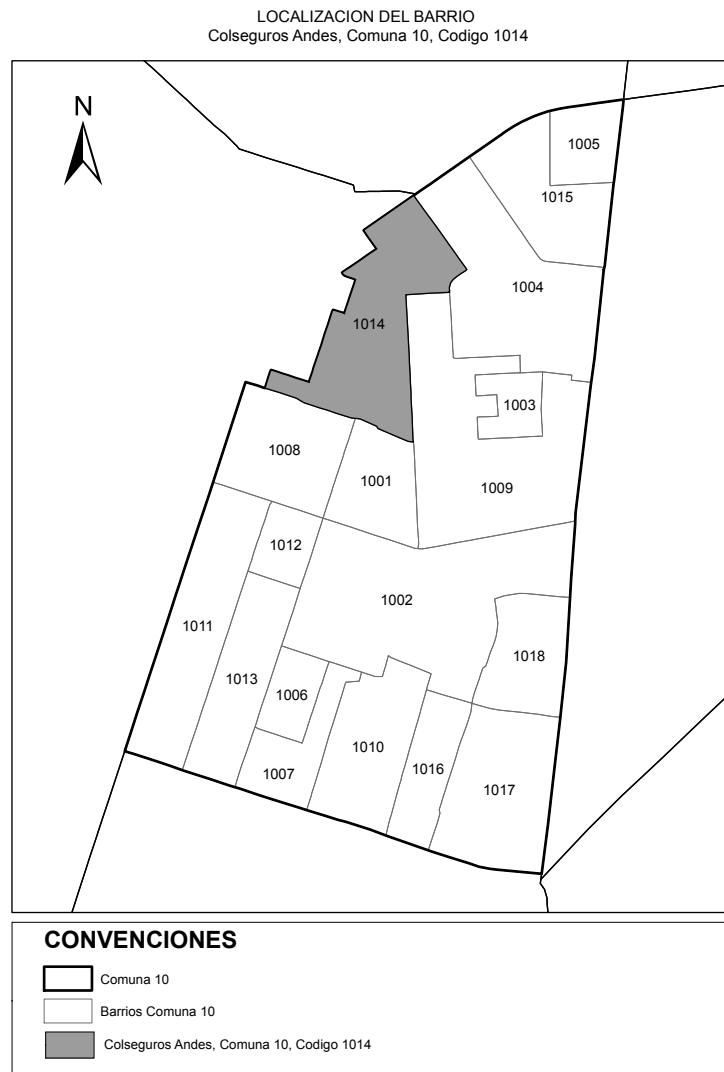 LOCALIZACION DEL BARRIO
Colseguros Andes, Comuna 10, Codigo 1014
N
1005
1015
1004
1014
1003
1008
1001
1009
1012
1002
1011
1013
1018
1006
1010
1016
1007
1017
CONVENCIONES
Comuna 10
Barrios Comuna 10
Colseguros Andes, Comuna 10, Codigo 1014